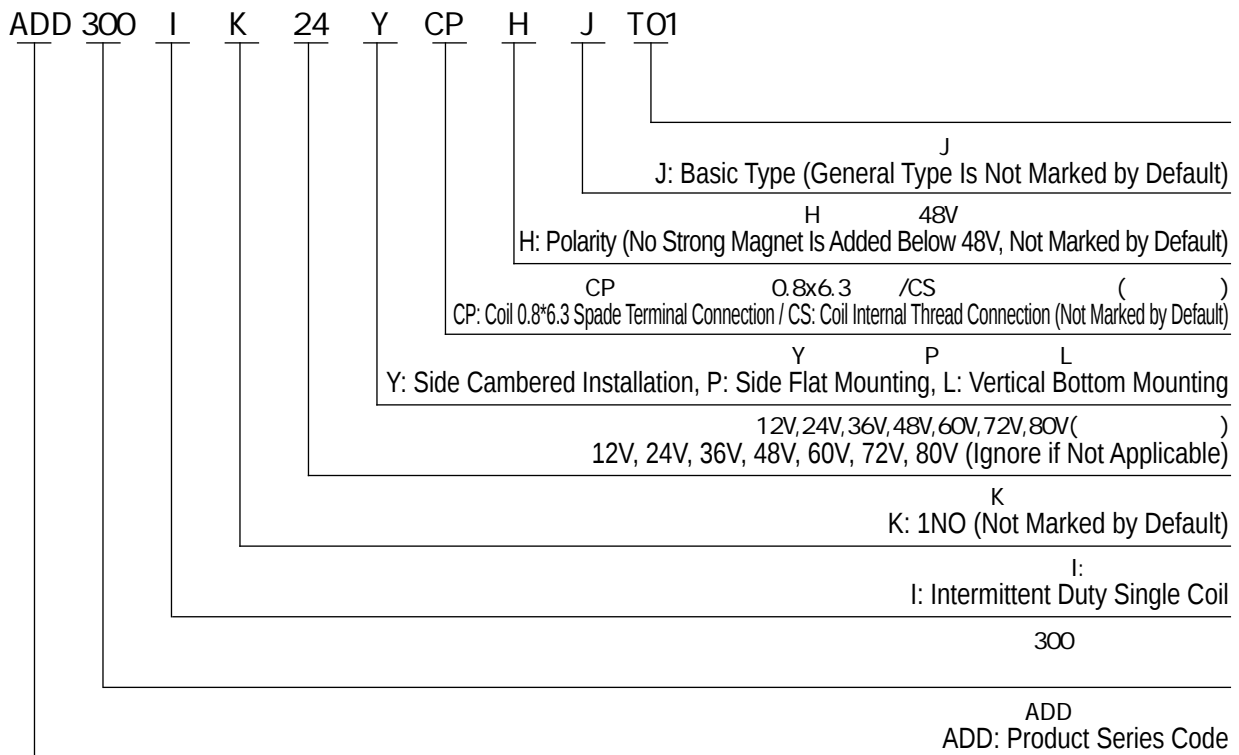 ADD 300 I K 24 Y CP H J T01
J
J: Basic Type (General Type Is Not Marked by Default)
H 48V
H: Polarity (No Strong Magnet Is Added Below 48V, Not Marked by Default)
CP 0.8x6.3 /CS ( )
CP: Coil 0.8*6.3 Spade Terminal Connection / CS: Coil Internal Thread Connection (Not Marked by Default)
Y P L
Y: Side Cambered Installation, P: Side Flat Mounting, L: Vertical Bottom Mounting
12V,24V,36V,48V,60V,72V,80V( )
12V, 24V, 36V, 48V, 60V, 72V, 80V (Ignore if Not Applicable)
K
K: 1NO (Not Marked by Default)
I:
I: Intermittent Duty Single Coil
300
ADD
ADD: Product Series Code